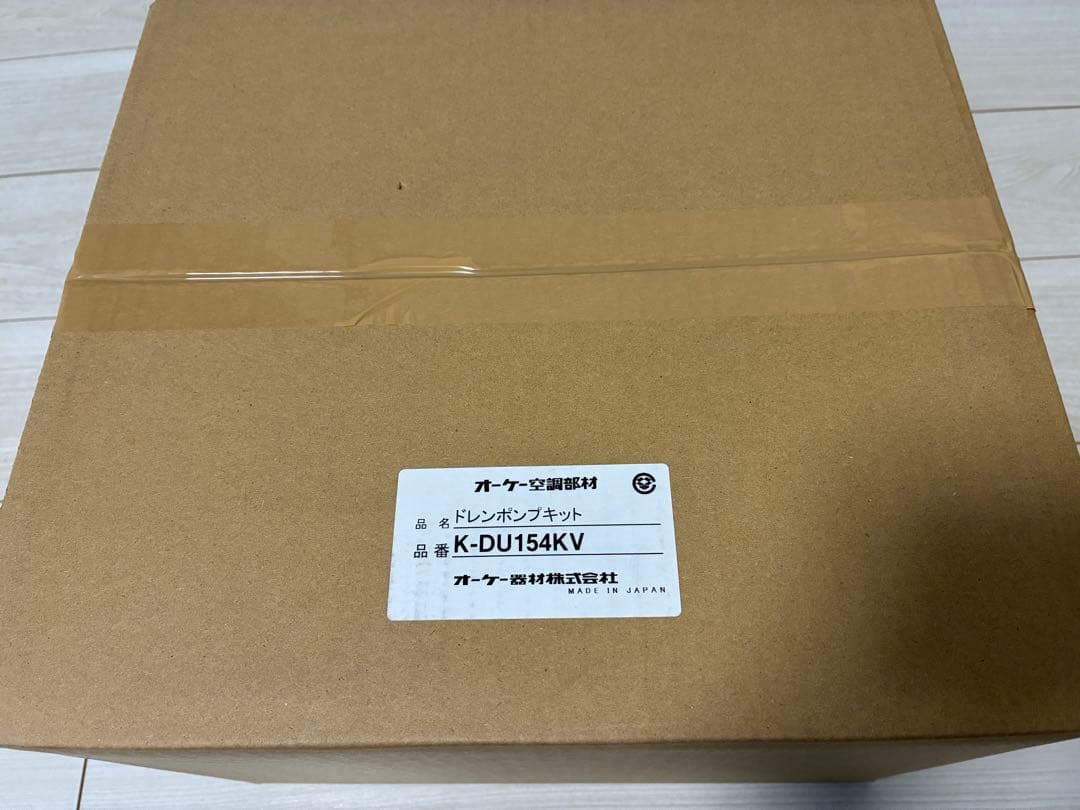 オーケー空調部材
品名 ドレンポンプキット
品番 K-DU154KV
オーケー器材株式会社
MADE IN JAPAN